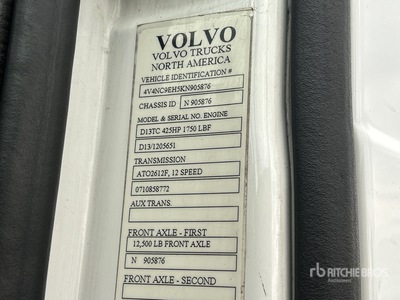 VOLVO
VOLVO TRUCKS
NORTH AMERICA
VEHICLE IDENTIFICATION #
4V4NC9EH5KN905876
CHASSIS ID N 905876
MODEL & SERIAL NO. ENGINE
D13TC 425HP 1750 LBF
D13/1205651
TRANSMISSION
ATO2612F, 12 SPEED
0710858772
AUX TRANS.
FRONT AXLE - FIRST
12,500 LB FRONT AXLE
N 905876
FRONT AXLE - SECOND
rb RITCHIE BROS.
Auctioneers